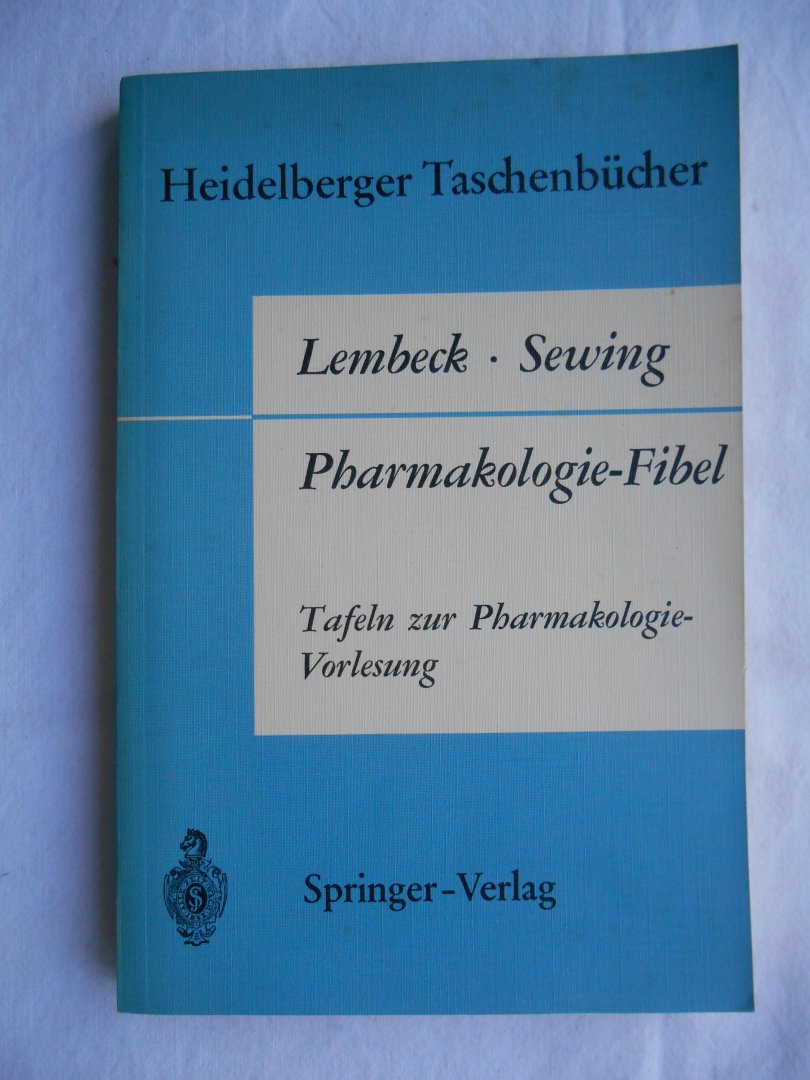 Heidelberger Taschenbücher
Lembeck · Sewing
Pharmakologie-Fibel
Tafeln zur Pharmakologie-
Vorlesung
Springer-Verlag